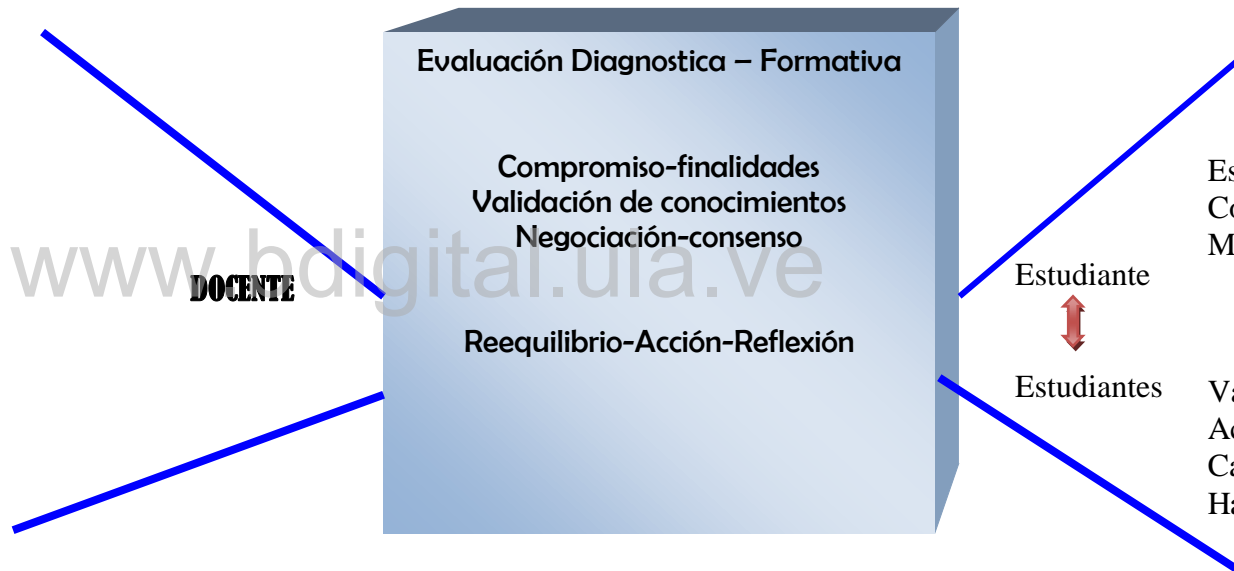 Evaluación Diagnostica – Formativa
Compromiso-finalidades
Validación de conocimientos
Negociación-consenso
Reequilibrio-Acción-Reflexión
www.bdigital.ula.ve
DOCENTE
Estudiante
Estudiantes